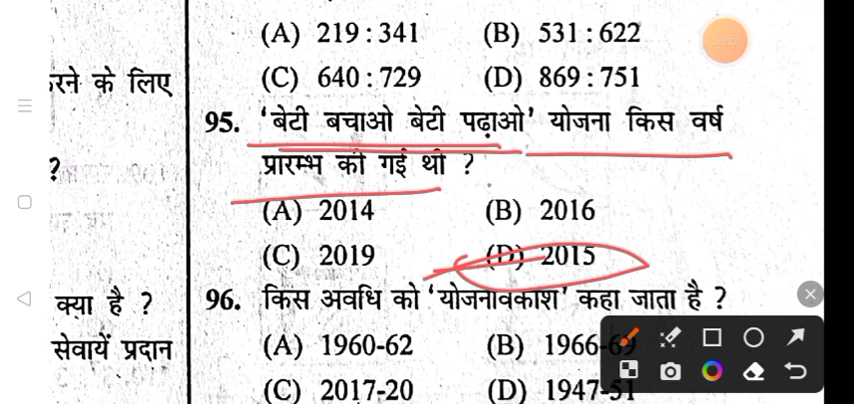 (A) 219 : 341 (B) 531 : 622
रने के लिए (C) 640 : 729 (D) 869 : 751
95. ‘बेटी बचाओ बेटी पढ़ाओ’ योजना किस वर्ष
? प्रारम्भ की गई थी ?
(A) 2014 (B) 2016
(C) 2019 (D) 2015
क्या है ? 96. किस अवधि को ‘योजनावकाश’ कहा जाता है ?
सेवायें प्रदान (A) 1960-62 (B) 1966-69
(C) 2017-20 (D) 1947-51